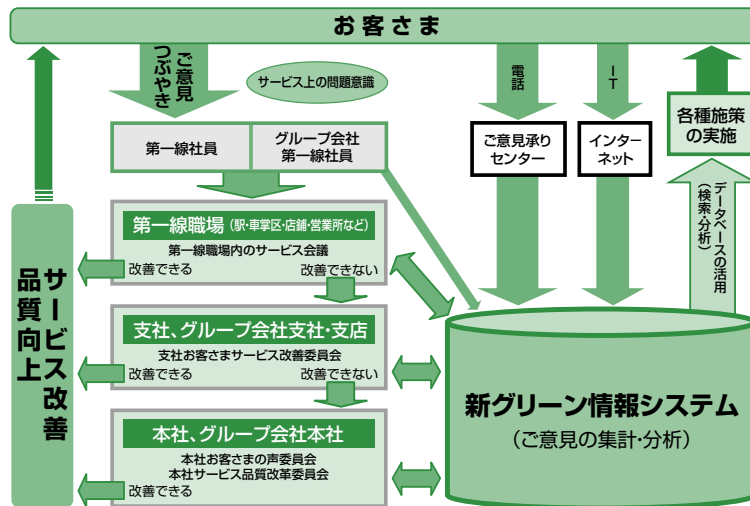 お客さま
ご意見
つぶやき
サービス上の問題意識
電話
IT
各種施策
の実施
第一線社員
グループ会社
第一線社員
ご意見承り
センター
インター
ネット
データベースの活用
（検索・分析）
第一線職場（駅・車掌区・店舗・営業所など）
第一線職場内のサービス会議
改善できる
改善できない
サービス改善
品質向上
支社、グループ会社支社・支店
支社お客さまサービス改善委員会
改善できる
改善できない
新グリーン情報システム
（ご意見の集計・分析）
本社、グループ会社本社
本社お客さまの声委員会
本社サービス品質改革委員会
改善できる